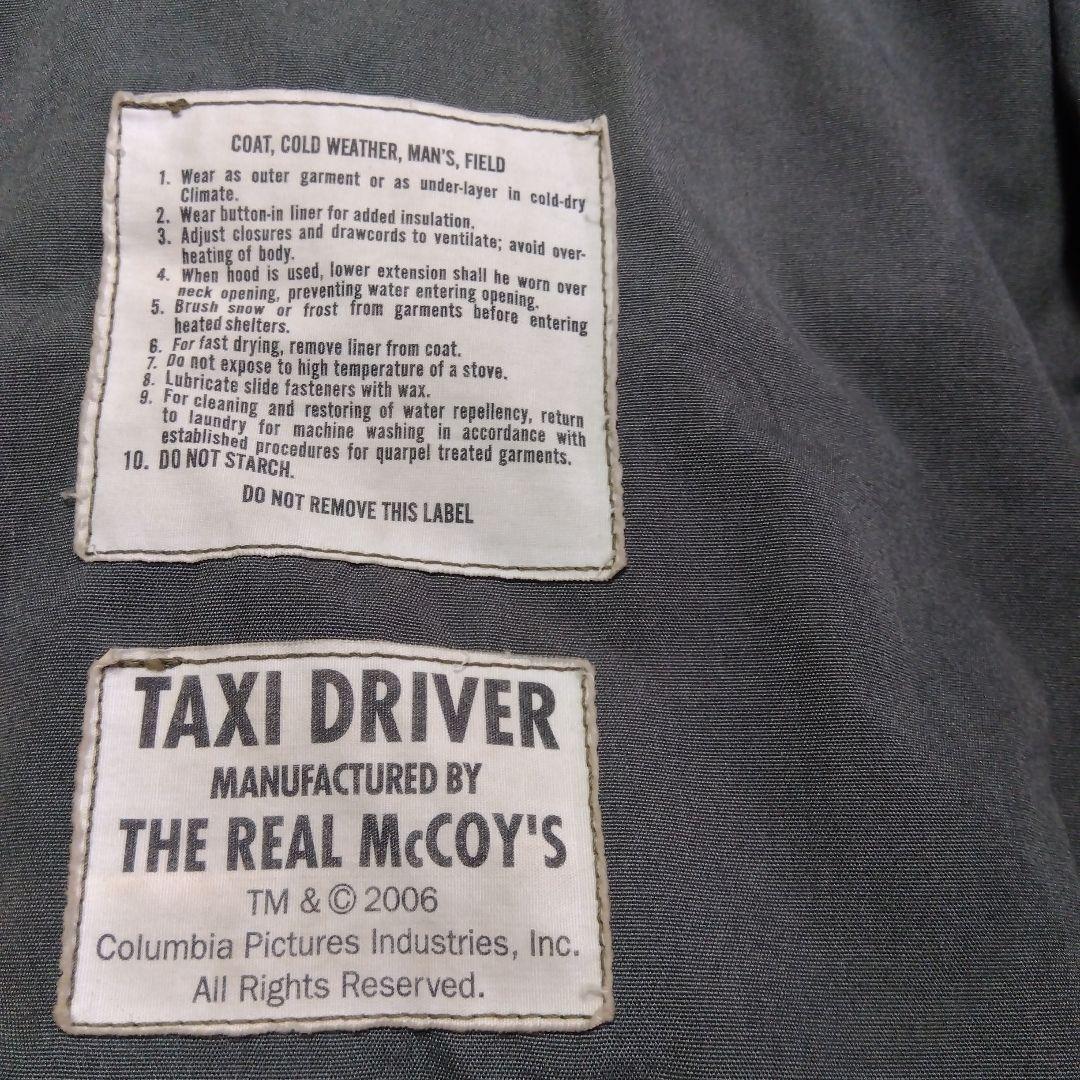 COAT, COLD WEATHER, MAN'S, FIELD
1. Wear as outer garment or as under-layer in cold-dry
Climate.
2. Wear button-in liner for added insulation.
3. Adjust closures and drawcords to ventilate; avoid over-
heating of body.
4. When hood is used, lower extension shall he worn over
neck opening, preventing water entering opening.
5. Brush snow or frost from garments before entering
heated shelters.
6. For fast drying, remove liner from coat.
7. Do not expose to high temperature of a stove.
8. Lubricate slide fasteners with wax.
9. For cleaning and restoring of water repellency, return
to laundry for machine washing in accordance with
established procedures for quarpel treated garments.
10. DO NOT STARCH.
DO NOT REMOVE THIS LABEL
TAXI DRIVER
MANUFACTURED BY
THE REAL McCOY'S
TM & © 2006
Columbia Pictures Industries, Inc.
All Rights Reserved.